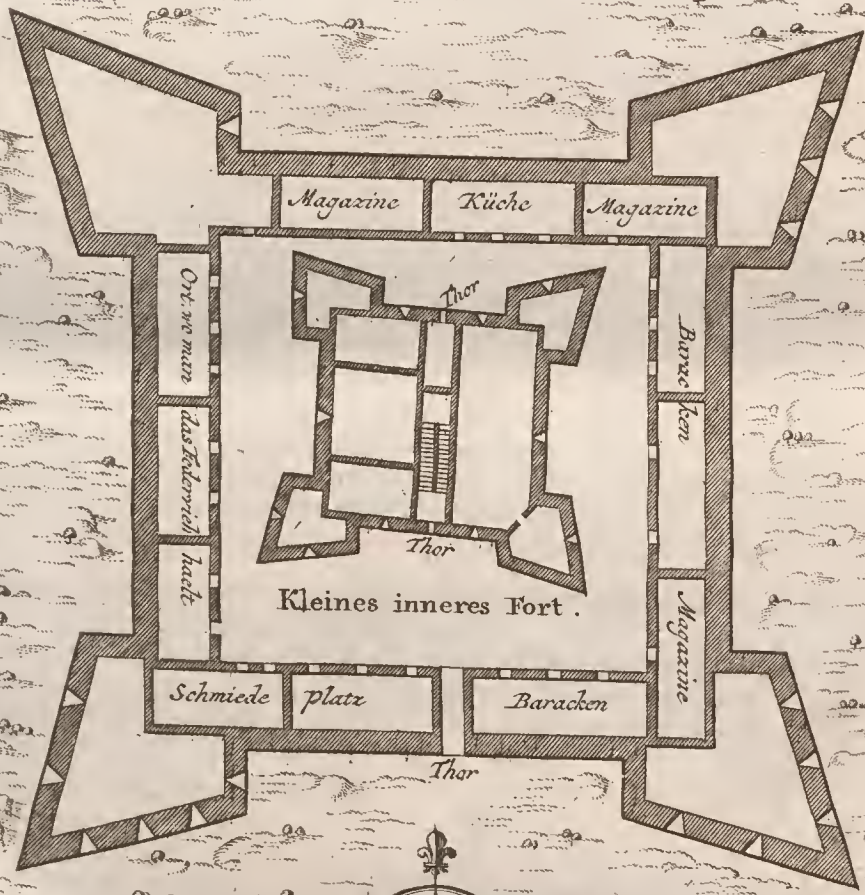 Magazine
Küche
Magazine
Thor
Ort. wo man
das Federvieh
haelt
Baracken
Magazine
Thor
Kleines inneres Fort .
Schmiede
platz
Baracken
Thor